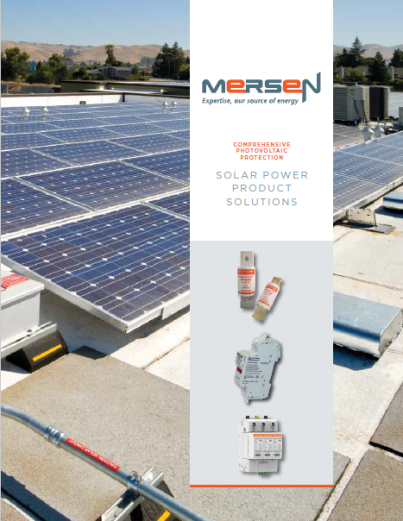 MERSEN
Expertise, our source of energy
COMPREHENSIVE
PHOTOVOLTAIC
PROTECTION
SOLAR POWER
PRODUCT
SOLUTIONS